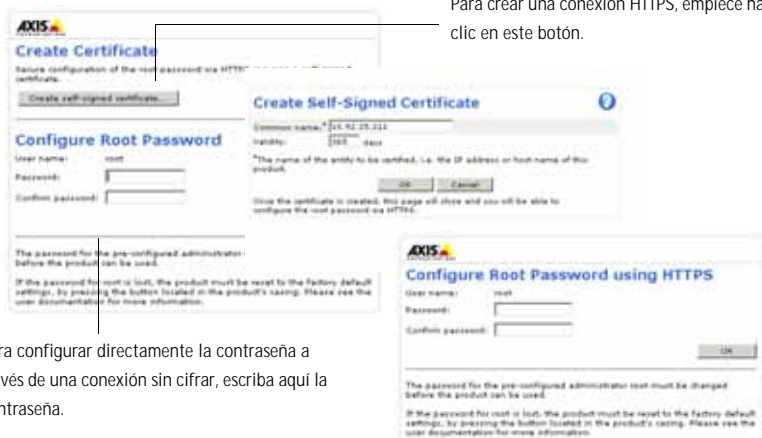 Para crear una conexión HTTPS, empiece ha
clic en este botón.
AXIS
Create Certificate
Secure configuration of the root password via HTTPS
certificate.
Create self-signed certificate...
Configure Root Password
User name: root
Password:
Confirm password:
The password for the pre-configured administrator
before the product can be used.
If the password for root is lost, the product must be reset to the factory default
settings, by pressing the button located in the product's casing. Please see the
user documentation for more information.
Create Self-Signed Certificate
Common name:*
Validity: 365 days
*The name of the entity to be certified, i.e. the IP address or host name of this
product.
OK Cancel
Once the certificate is created, this page will close and you will be able to
configure the root password via HTTPS.
AXIS
Configure Root Password using HTTPS
User name: root
Password:
Confirm password:
OK
The password for the pre-configured administrator root must be changed
before the product can be used.
If the password for root is lost, the product must be reset to the factory default
settings, by pressing the button located in the product's casing. Please see the
user documentation for more information.
ra configurar directamente la contraseña a
vés de una conexión sin cifrar, escriba aquí la
ntraseña.